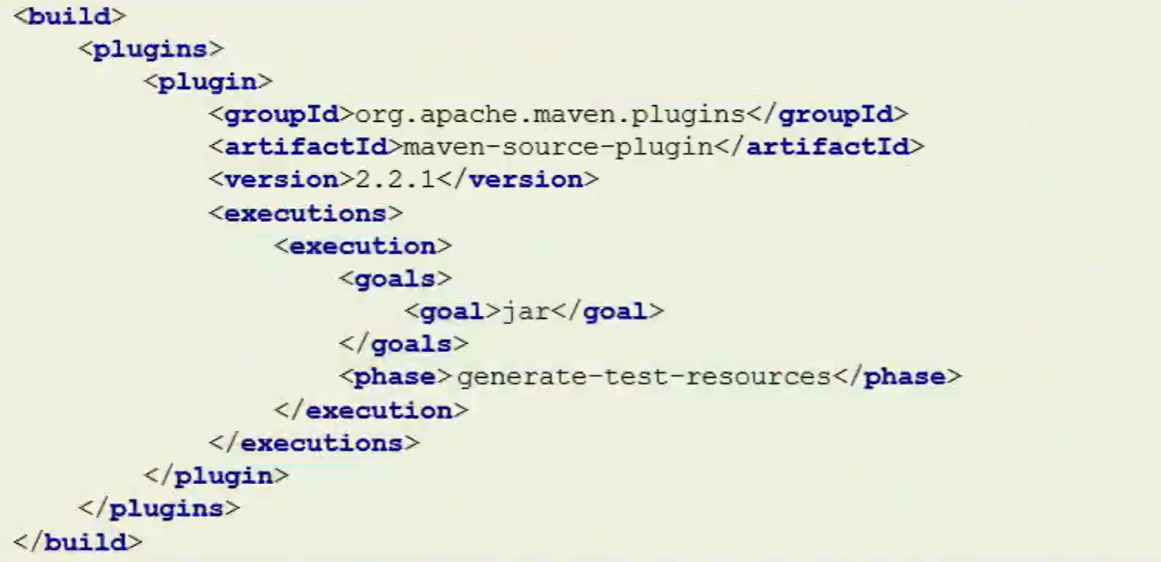 <build>
    <plugins>
        <plugin>
            <groupId>org.apache.maven.plugins</groupId>
            <artifactId>maven-source-plugin</artifactId>
            <version>2.2.1</version>
            <executions>
                <execution>
                    <goals>
                        <goal>jar</goal>
                    </goals>
                    <phase>generate-test-resources</phase>
                </execution>
            </executions>
        </plugin>
    </plugins>
</build>